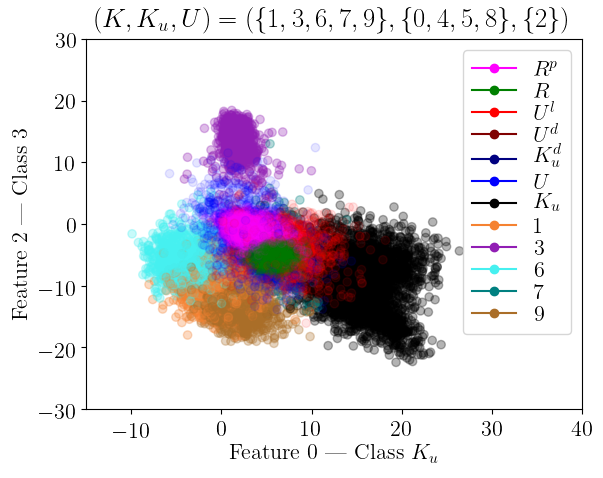 (K, K_u, U) = ({1, 3, 6, 7, 9}, {0, 4, 5, 8}, {2})
30
20
10
0
−10
−20
−30
Feature 2 — Class 3
R^p
R
U^l
U^d
K_u^d
U
K_u
1
3
6
7
9
−10
0
10
20
30
40
Feature 0 — Class K_u